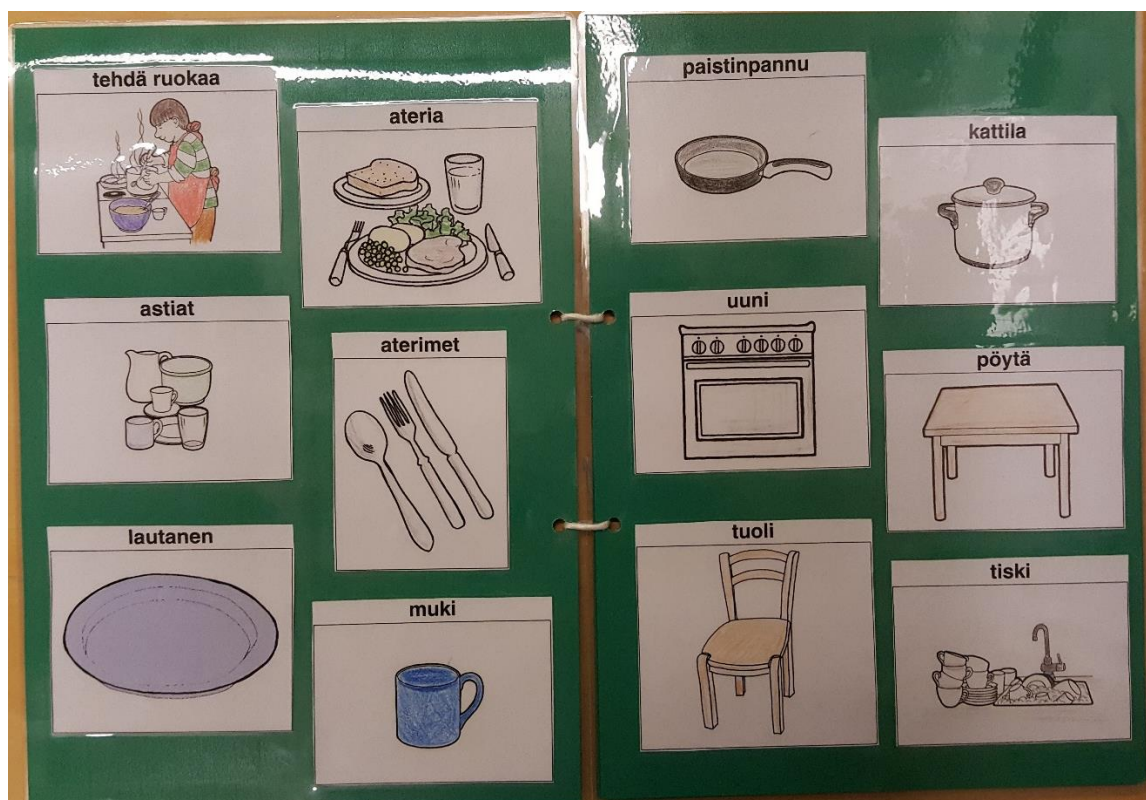 tehdä ruokaa
ateria
astiat
aterimet
lautanen
muki
paistinpannu
kattila
uuni
pöytä
tuoli
tiski